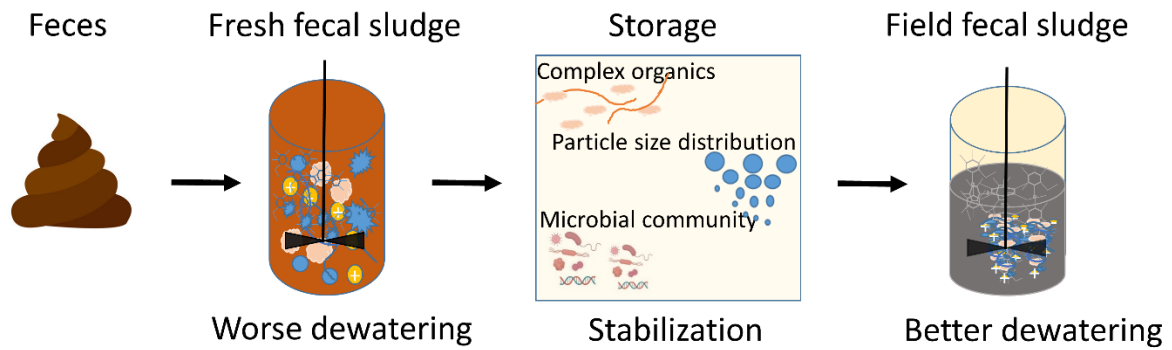 Feces
Fresh fecal sludge
Storage
Field fecal sludge
Complex organics
Particle size distribution
Microbial community
Worse dewatering
Stabilization
Better dewatering